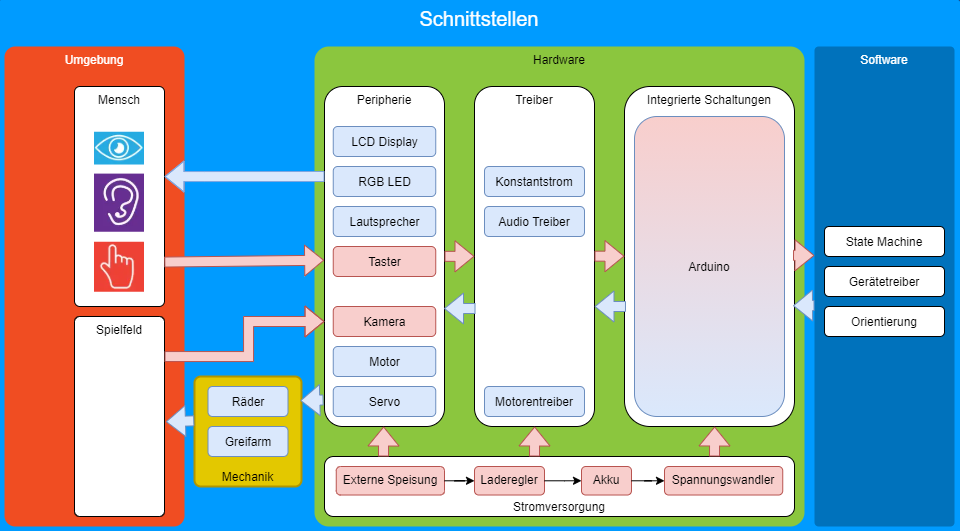 Schnittstellen
Umgebung
Mensch
Spielfeld
Räder
Greifarm
Mechanik
Hardware
Peripherie
LCD Display
RGB LED
Lautsprecher
Taster
Kamera
Motor
Servo
Treiber
Konstantstrom
Audio Treiber
Motorentreiber
Integrierte Schaltungen
Arduino
Externe Speisung
Laderegler
Akku
Spannungswandler
Stromversorgung
Software
State Machine
Gerätetreiber
Orientierung